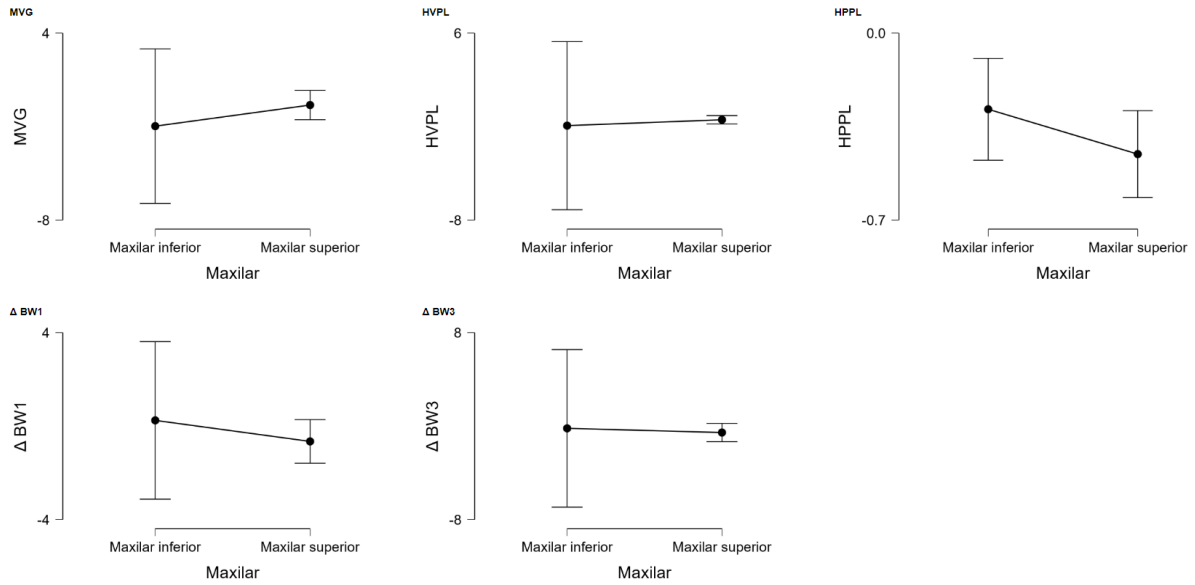 MVG
4
MVG
-8
Maxilar inferior
Maxilar superior
Maxilar
HVPL
6
HVPL
-8
Maxilar inferior
Maxilar superior
Maxilar
HPPL
0.0
HPPL
-0.7
Maxilar inferior
Maxilar superior
Maxilar
Δ BW1
4
Δ BW1
-4
Maxilar inferior
Maxilar superior
Maxilar
Δ BW3
8
Δ BW3
-8
Maxilar inferior
Maxilar superior
Maxilar